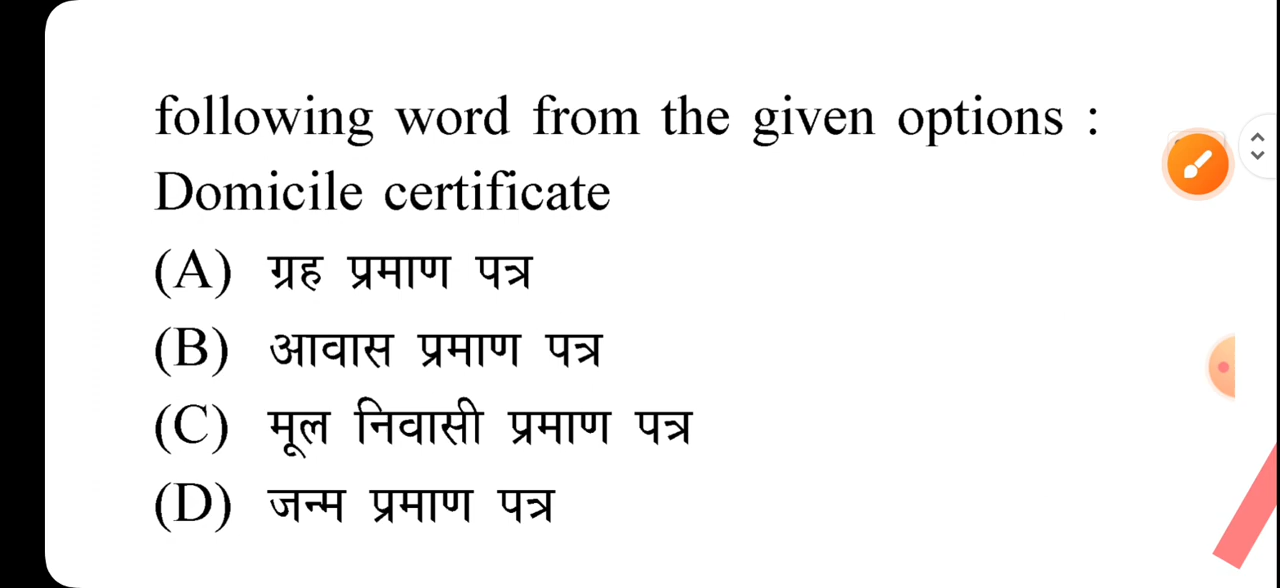 following word from the given options :
Domicile certificate
(A) ग्रह प्रमाण पत्र
(B) आवास प्रमाण पत्र
(C) मूल निवासी प्रमाण पत्र
(D) जन्म प्रमाण पत्र